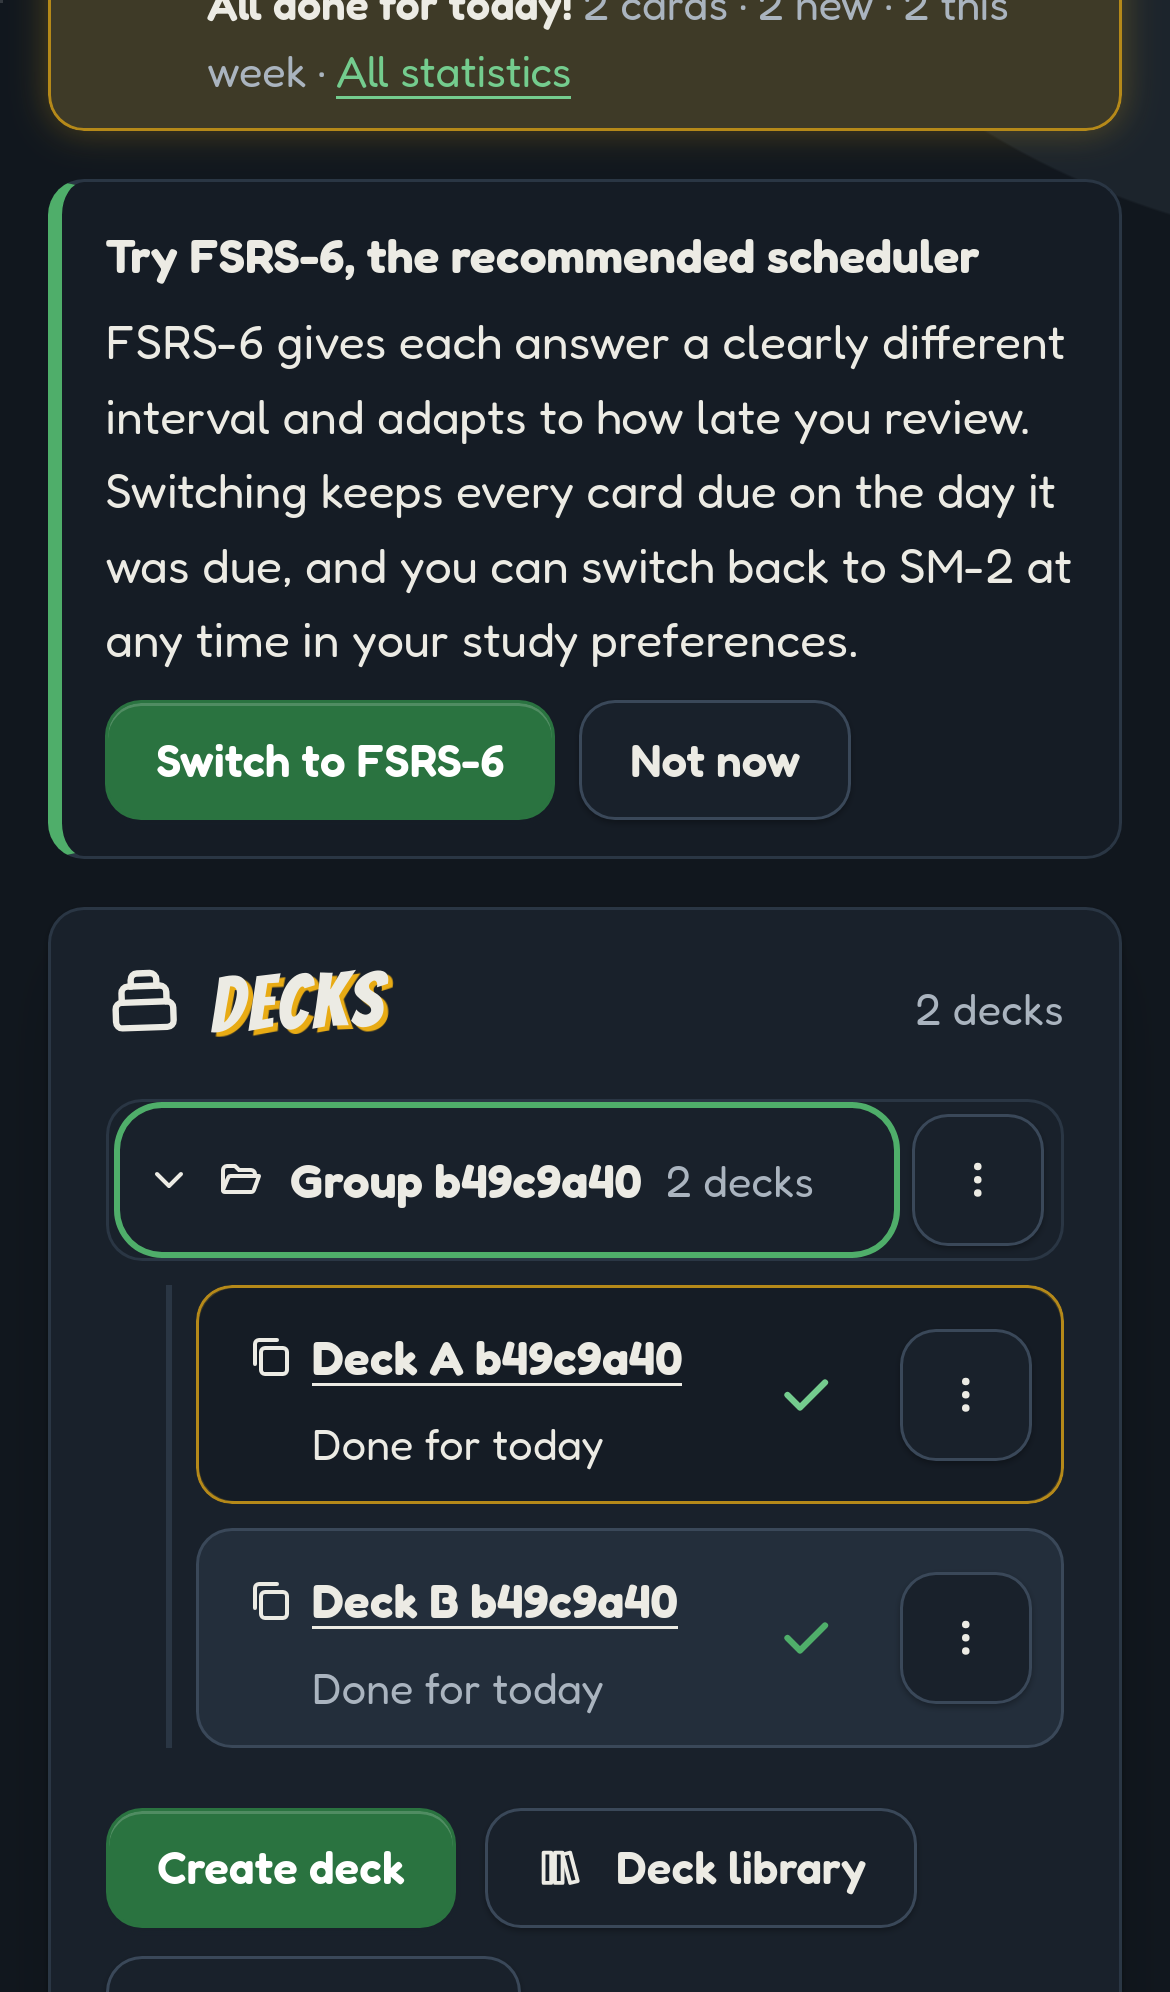 All done for today! 2 cards · 2 new · 2 this
week · All statistics
Try FSRS-6, the recommended scheduler
FSRS-6 gives each answer a clearly different
interval and adapts to how late you review.
Switching keeps every card due on the day it
was due, and you can switch back to SM-2 at
any time in your study preferences.
Switch to FSRS-6
Not now
DECKS
2 decks
Group b49c9a40 2 decks
Deck A b49c9a40
Done for today
Deck B b49c9a40
Done for today
Create deck
Deck library